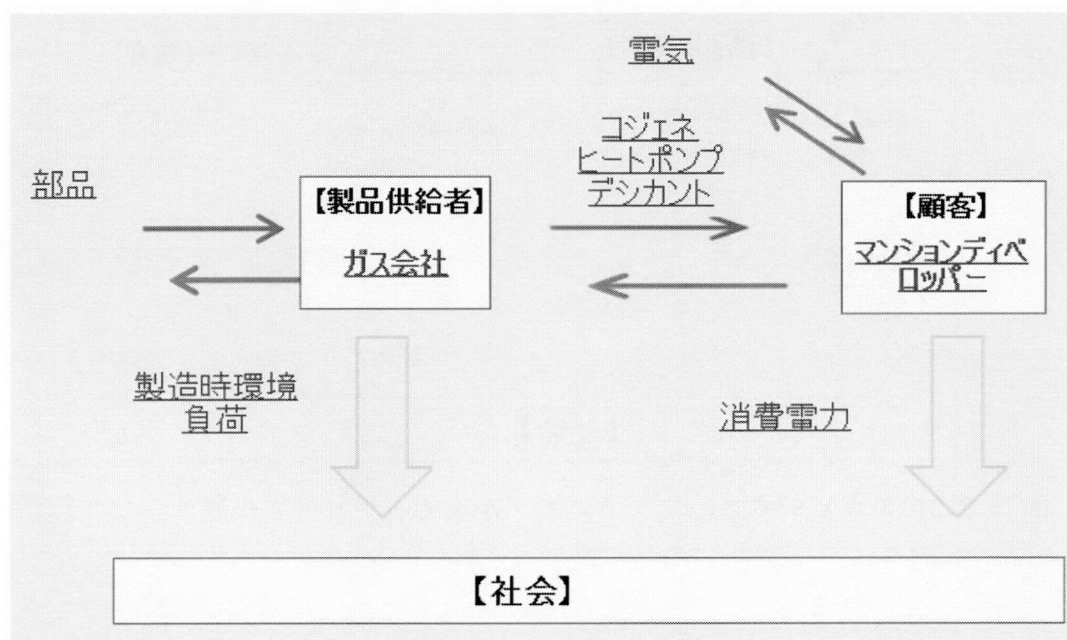 電気
コジェネ
ヒートポンプ
デシカント
部品
【製品供給者】
ガス会社
【顧客】
マンションディベ
ロッパー
製造時環境
負荷
消費電力
【社会】